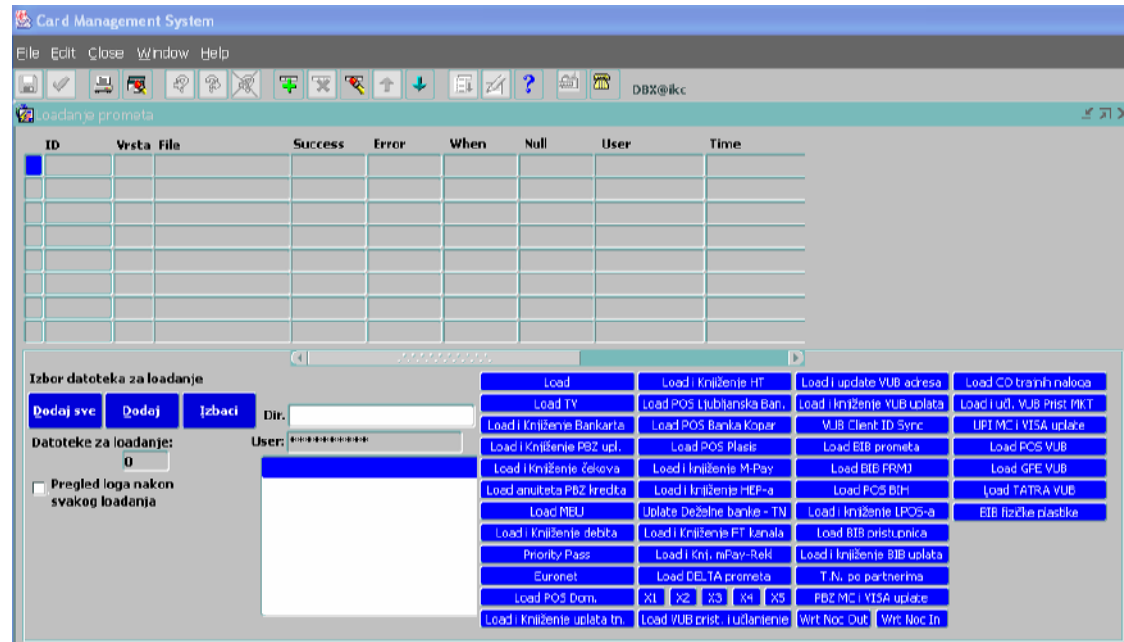 Card Management System
File Edit Close Window Help
DBX@ikc
Loadanje prometa
ID Vrsta File Success Error When Null User Time
Izbor datoteka za loadanje
Dodaj sve Dodaj Izbaci
Dir.
Datoteke za loadanje:
User: **********
0
Pregled loga nakon
svakog loadanja
Load Load i Knjiženje HT Load i update VUB adresa Load CO trajnih naloga
Load TY Load POS Ljubljanska Ban. Load i knjiženje VUB uplata Load i učl. VUB Prist MKT
Load i Knjiženje Bankarta Load POS Banka Kopar VUB Client ID Sync UPI MC i VISA uplate
Load i Knjiženje PBZ upl. Load POS Plasis Load BIB prometa Load POS VUB
Load i Knjiženje čekova Load i knjiženje M-Pay Load BIB PRMJ Load GPE VUB
Load anuiteta PBZ kredita Load i knjiženje HEP-a Load POS BIH Load TATRA VUB
Load MBU Uplate Deželne banke - TN Load i knjiženje LPOS-a BIB fizičke plastike
Load i Knjiženje debita Load i Knjiženje FT kanala Load BIB pristupnica
Priority Pass Load i Knj. mPay-Rekl Load i knjiženje BIB uplata
Euronet Load DELTA prometa T.N. po partnerima
Load POS Dom. X1 X2 X3 X4 X5 PBZ MC i VISA uplate
Load i Knjiženje uplata tn. Load VUB prist. i učlanjenje Wrt Noc Out Wrt Noc In